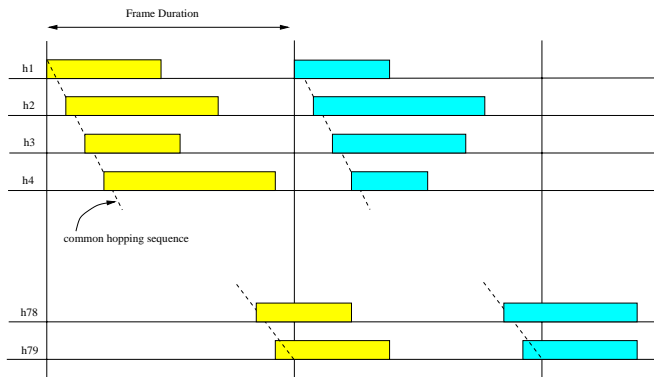 Frame Duration
h1
h2
h3
h4
common hopping sequence
h78
h79